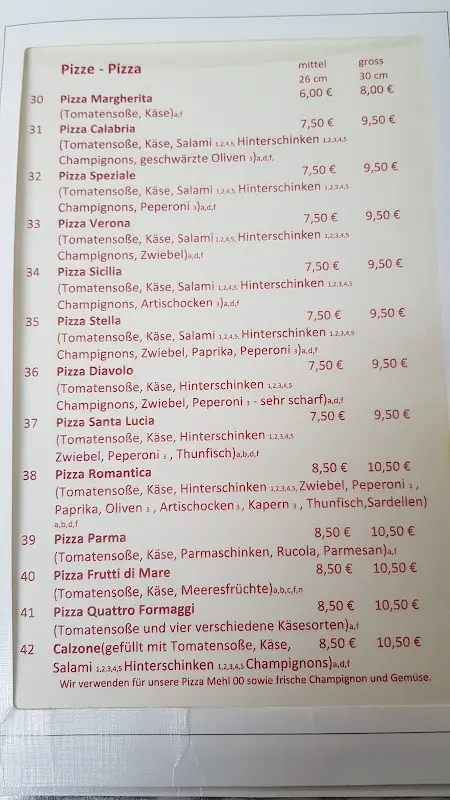 Pizze - Pizza mittel gross
26 cm 30 cm
30 Pizza Margherita 6,00 € 8,00 €
(Tomatensoße, Käse)a,f
31 Pizza Calabria 7,50 € 9,50 €
(Tomatensoße, Käse, Salami 1,2,4,5, Hinterschinken 1,2,3,4,5
Champignons, geschwärzte Oliven 3)a,d,f,
32 Pizza Speziale 7,50 € 9,50 €
(Tomatensoße, Käse, Salami 1,2,4,5, Hinterschinken 1,2,3,4,5
Champignons, Peperoni 3)a,d,f
33 Pizza Verona 7,50 € 9,50 €
(Tomatensoße, Käse, Salami 1,2,4,5, Hinterschinken 1,2,3,4,5
Champignons, Zwiebel)a,d,f
34 Pizza Sicilia 7,50 € 9,50 €
(Tomatensoße, Käse, Salami 1,2,4,5, Hinterschinken 1,2,3,4,5
Champignons, Artischocken 3)a,d,f
35 Pizza Stella 7,50 € 9,50 €
(Tomatensoße, Käse, Salami 1,2,4,5, Hinterschinken 1,2,3,4,5
Champignons, Zwiebel, Paprika, Peperoni 3)a,d,f
36 Pizza Diavolo 7,50 € 9,50 €
(Tomatensoße, Käse, Hinterschinken 1,2,3,4,5
Champignons, Zwiebel, Peperoni 3 - sehr scharf)a,d,f
37 Pizza Santa Lucia 7,50 € 9,50 €
(Tomatensoße, Käse, Hinterschinken 1,2,3,4,5
Zwiebel, Peperoni 3 , Thunfisch)a,b,d,f
38 Pizza Romantica 8,50 € 10,50 €
(Tomatensoße, Käse, Hinterschinken 1,2,3,4,5, Zwiebel, Peperoni 3 ,
Paprika, Oliven 3 , Artischocken 3 , Kapern 3 , Thunfisch,Sardellen)
a,b,d,f
39 Pizza Parma 8,50 € 10,50 €
(Tomatensoße, Käse, Parmaschinken, Rucola, Parmesan)a,f
40 Pizza Frutti di Mare 8,50 € 10,50 €
(Tomatensoße, Käse, Meeresfrüchte)a,b,c,f,n
41 Pizza Quattro Formaggi 8,50 € 10,50 €
(Tomatensoße und vier verschiedene Käsesorten)a,f
42 Calzone(gefüllt mit Tomatensoße, Käse, 8,50 € 10,50 €
Salami 1,2,3,4,5 Hinterschinken 1,2,3,4,5 Champignons)a,d,f
Wir verwenden für unsere Pizza Mehl 00 sowie frische Champignon und Gemüse.